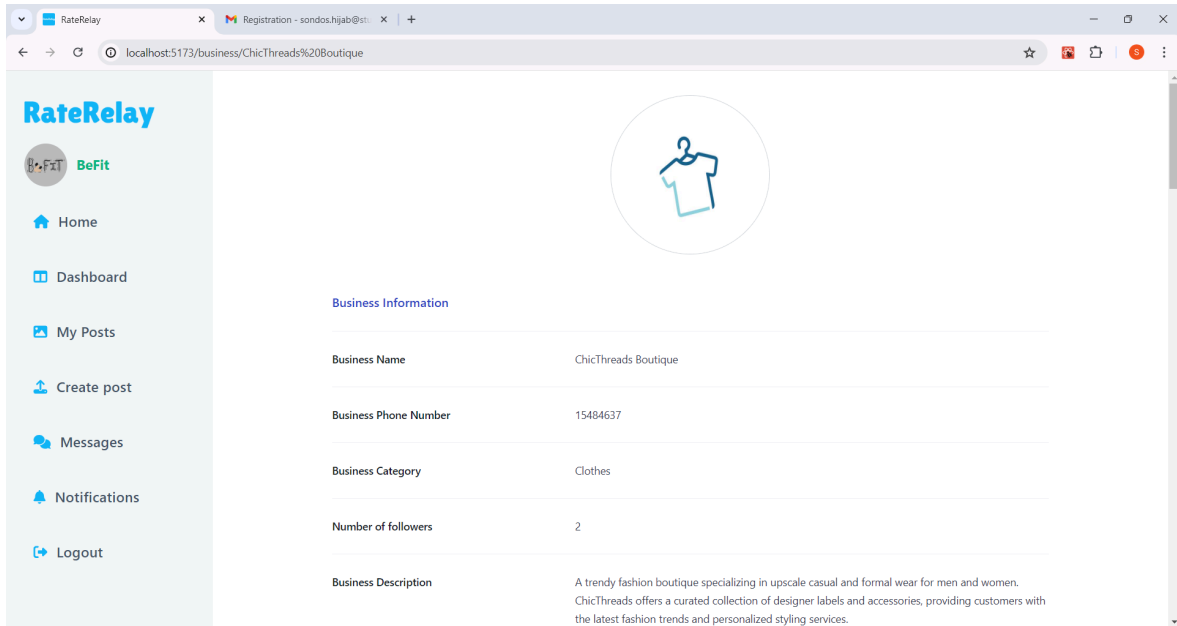 RateRelay
Registration - sondos.hijab@st
localhost:5173/business/ChicThreads%20Boutique
S
RateRelay
BeFIT
BeFit
Home
Dashboard
My Posts
Create post
Messages
Notifications
Logout
Business Information
Business Name
ChicThreads Boutique
Business Phone Number
15484637
Business Category
Clothes
Number of followers
2
Business Description
A trendy fashion boutique specializing in upscale casual and formal wear for men and women.
ChicThreads offers a curated collection of designer labels and accessories, providing customers with
the latest fashion trends and personalized styling services.